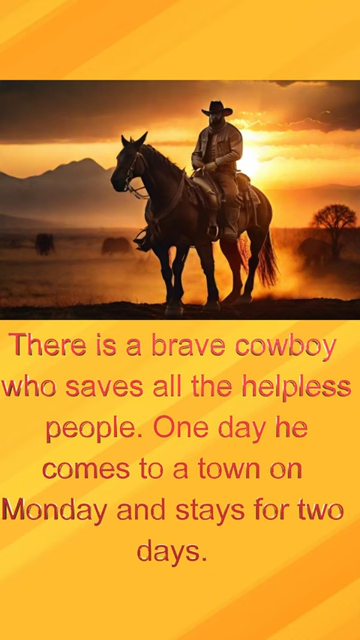 There is a brave cowboy
who saves all the helpless
people. One day he
comes to a town on
Monday and stays for two
days.